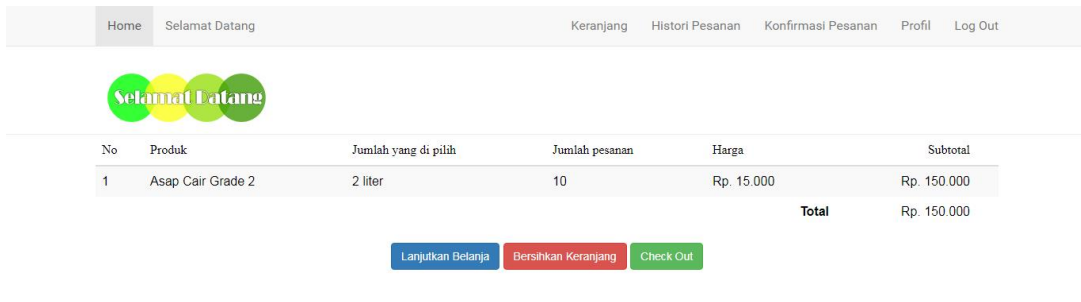 Home Selamat Datang Keranjang Histori Pesanan Konfirmasi Pesanan Profil Log Out
Selamat Datang
No Produk Jumlah yang di pilih Jumlah pesanan Harga Subtotal
1 Asap Cair Grade 2 2 liter 10 Rp. 15.000 Rp. 150.000
Total Rp. 150.000
Lanjutkan Belanja Bersihkan Keranjang Check Out